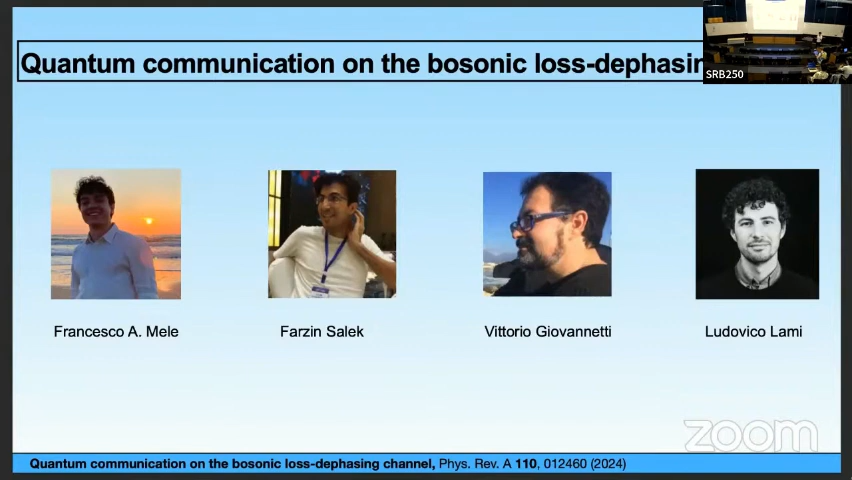 Quantum communication on the bosonic loss-dephasin
SRB250
Francesco A. Mele
Farzin Salek
Vittorio Giovannetti
Ludovico Lami
zoom
Quantum communication on the bosonic loss-dephasing channel, Phys. Rev. A 110, 012460 (2024)